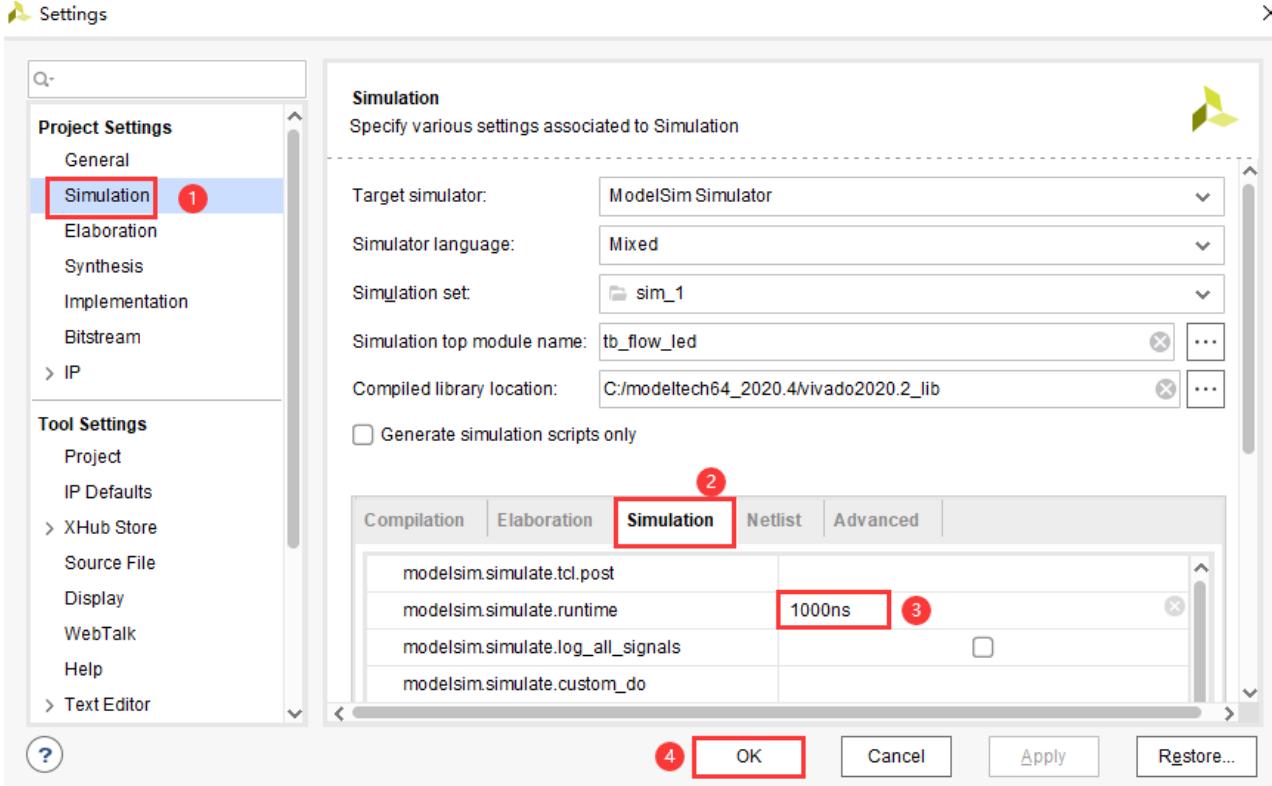 Settings
Project Settings
General
Simulation 1
Elaboration
Synthesis
Implementation
Bitstream
> IP
Tool Settings
Project
IP Defaults
> XHub Store
Source File
Display
WebTalk
Help
> Text Editor
Simulation
Specify various settings associated to Simulation
Target simulator: ModelSim Simulator
Simulator language: Mixed
Simulation set: sim_1
Simulation top module name: tb_flow_led ...
Compiled library location: C:/modeltech64_2020.4/vivado2020.2_lib ...
Generate simulation scripts only
2
Compilation Elaboration Simulation Netlist Advanced
modelsim.simulate.tcl.post
modelsim.simulate.runtime 1000ns 3
modelsim.simulate.log_all_signals
modelsim.simulate.custom_do
? 4 OK Cancel Apply Restore...